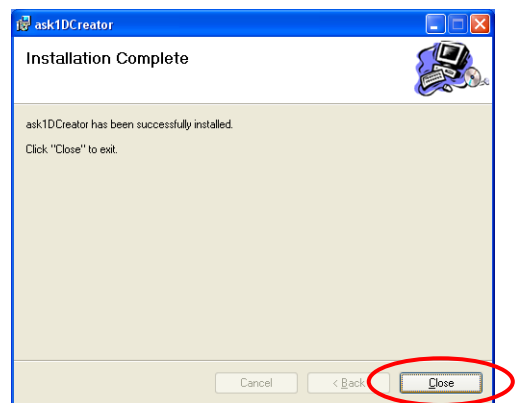 ask1DCreator
Installation Complete
ask1DCreator has been successfully installed.
Click "Close" to exit.
Cancel
< Back
Close